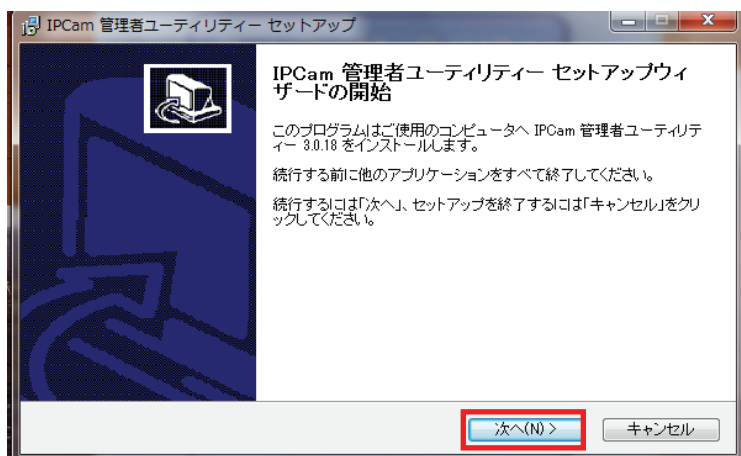 IPCam 管理者ユーティリティー セットアップ
IPCam 管理者ユーティリティー セットアップウィ
ザードの開始
このプログラムはご使用のコンピュータへ IPCam 管理者ユーティリテ
ィー 3.0.18 をインストールします。
続行する前に他のアプリケーションをすべて終了してください。
続行するには「次へ」、セットアップを終了するには「キャンセル」をクリ
ックしてください。
次へ(N) >
キャンセル